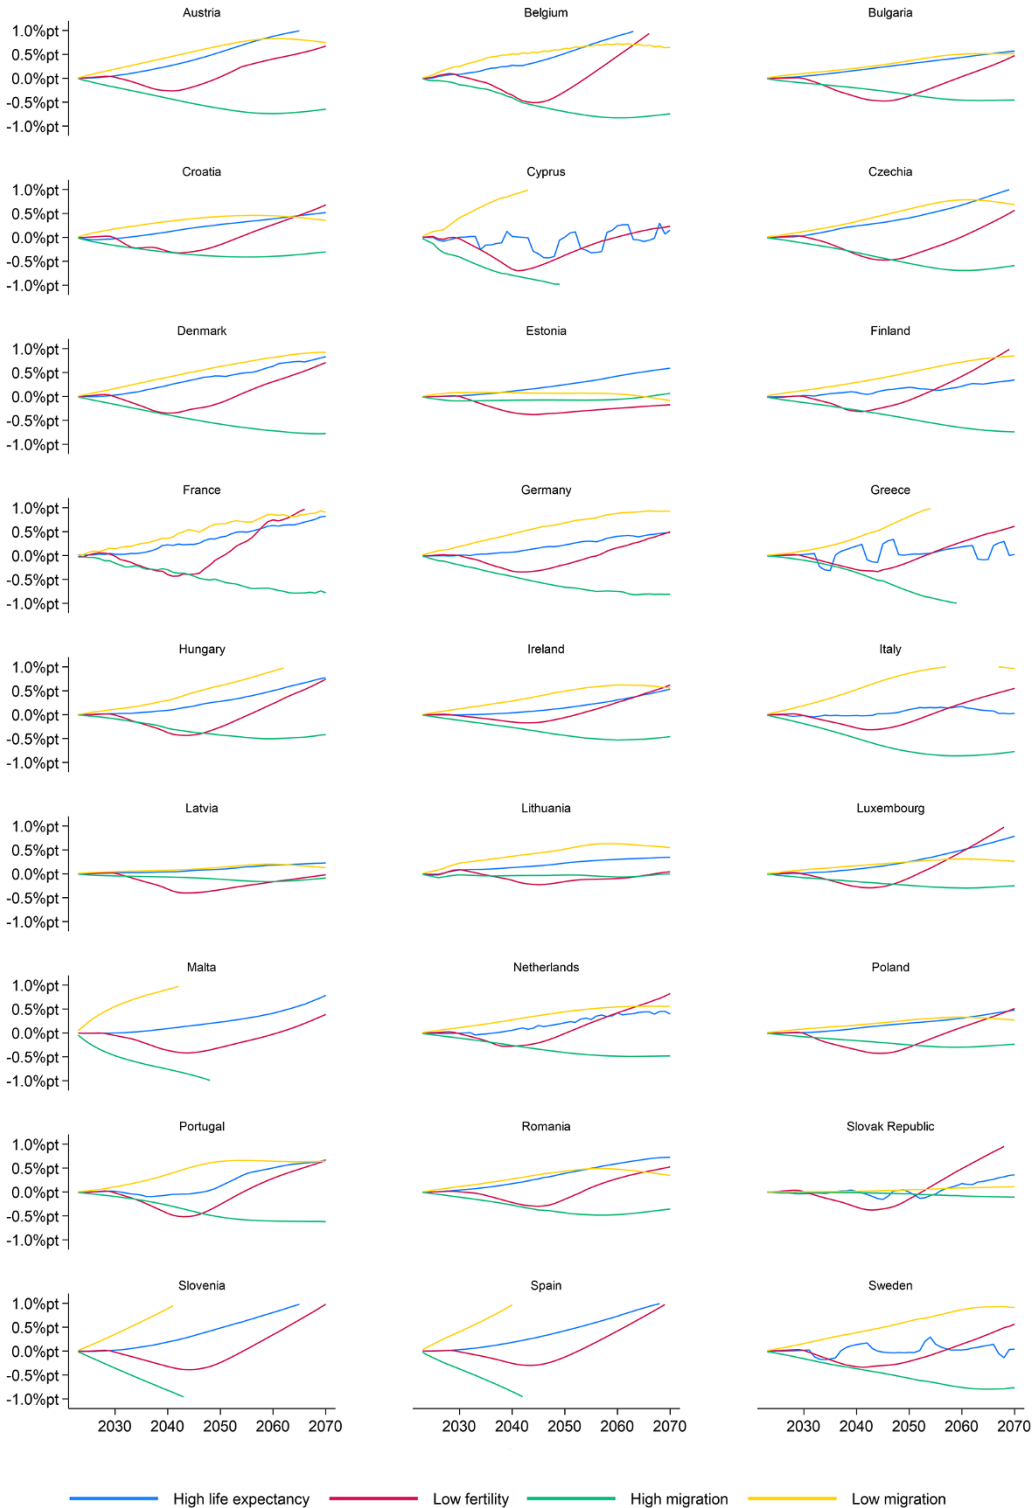 Austria Belgium Bulgaria
1.0%pt
0.5%pt
0.0%pt
-0.5%pt
-1.0%pt
Croatia Cyprus Czechia
1.0%pt
0.5%pt
0.0%pt
-0.5%pt
-1.0%pt
Denmark Estonia Finland
1.0%pt
0.5%pt
0.0%pt
-0.5%pt
-1.0%pt
France Germany Greece
1.0%pt
0.5%pt
0.0%pt
-0.5%pt
-1.0%pt
Hungary Ireland Italy
1.0%pt
0.5%pt
0.0%pt
-0.5%pt
-1.0%pt
Latvia Lithuania Luxembourg
1.0%pt
0.5%pt
0.0%pt
-0.5%pt
-1.0%pt
Malta Netherlands Poland
1.0%pt
0.5%pt
0.0%pt
-0.5%pt
-1.0%pt
Portugal Romania Slovak Republic
1.0%pt
0.5%pt
0.0%pt
-0.5%pt
-1.0%pt
Slovenia Spain Sweden
1.0%pt
0.5%pt
0.0%pt
-0.5%pt
-1.0%pt
2030 2040 2050 2060 2070 2030 2040 2050 2060 2070 2030 2040 2050 2060 2070
High life expectancy Low fertility High migration Low migration